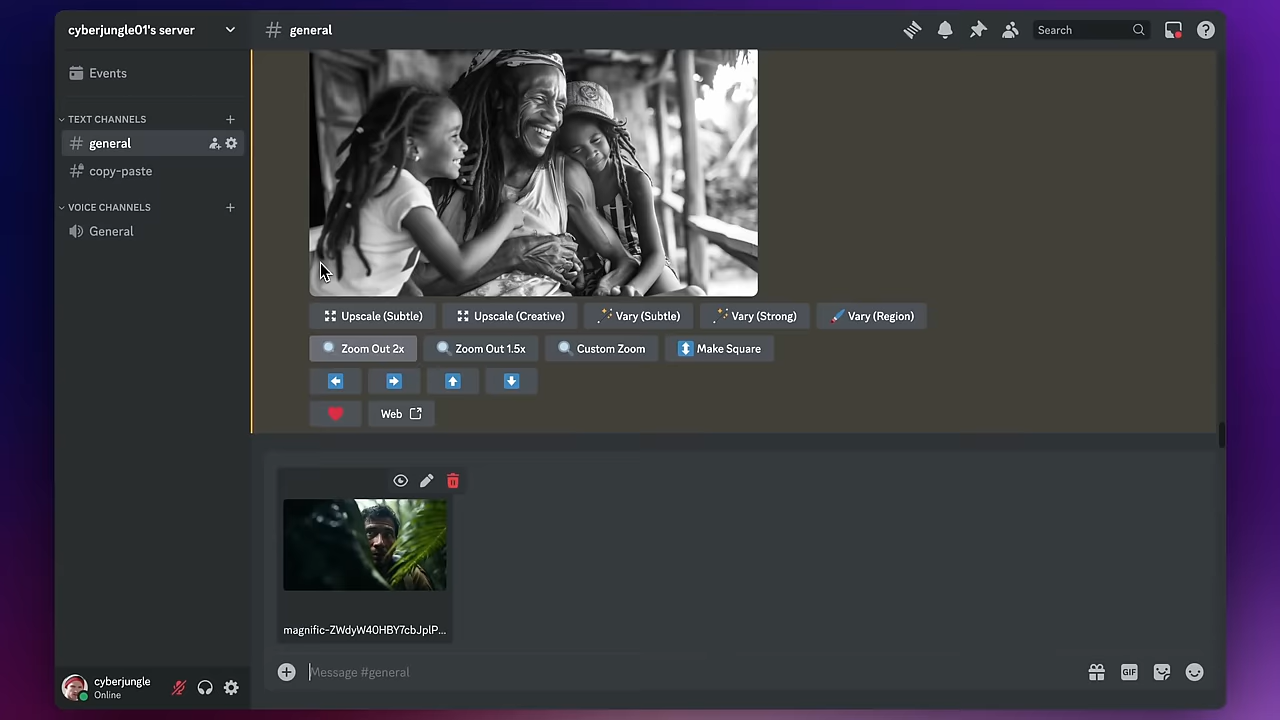 cyberjungle01's server
general
Search
Events
TEXT CHANNELS
general
copy-paste
VOICE CHANNELS
General
Upscale (Subtle) Upscale (Creative) Vary (Subtle) Vary (Strong) Vary (Region)
Zoom Out 2x Zoom Out 1.5x Custom Zoom Make Square
Web
magnific-ZWdyW40HBY7cbJplP...
Message #general
GIF
cyberjungle
Online